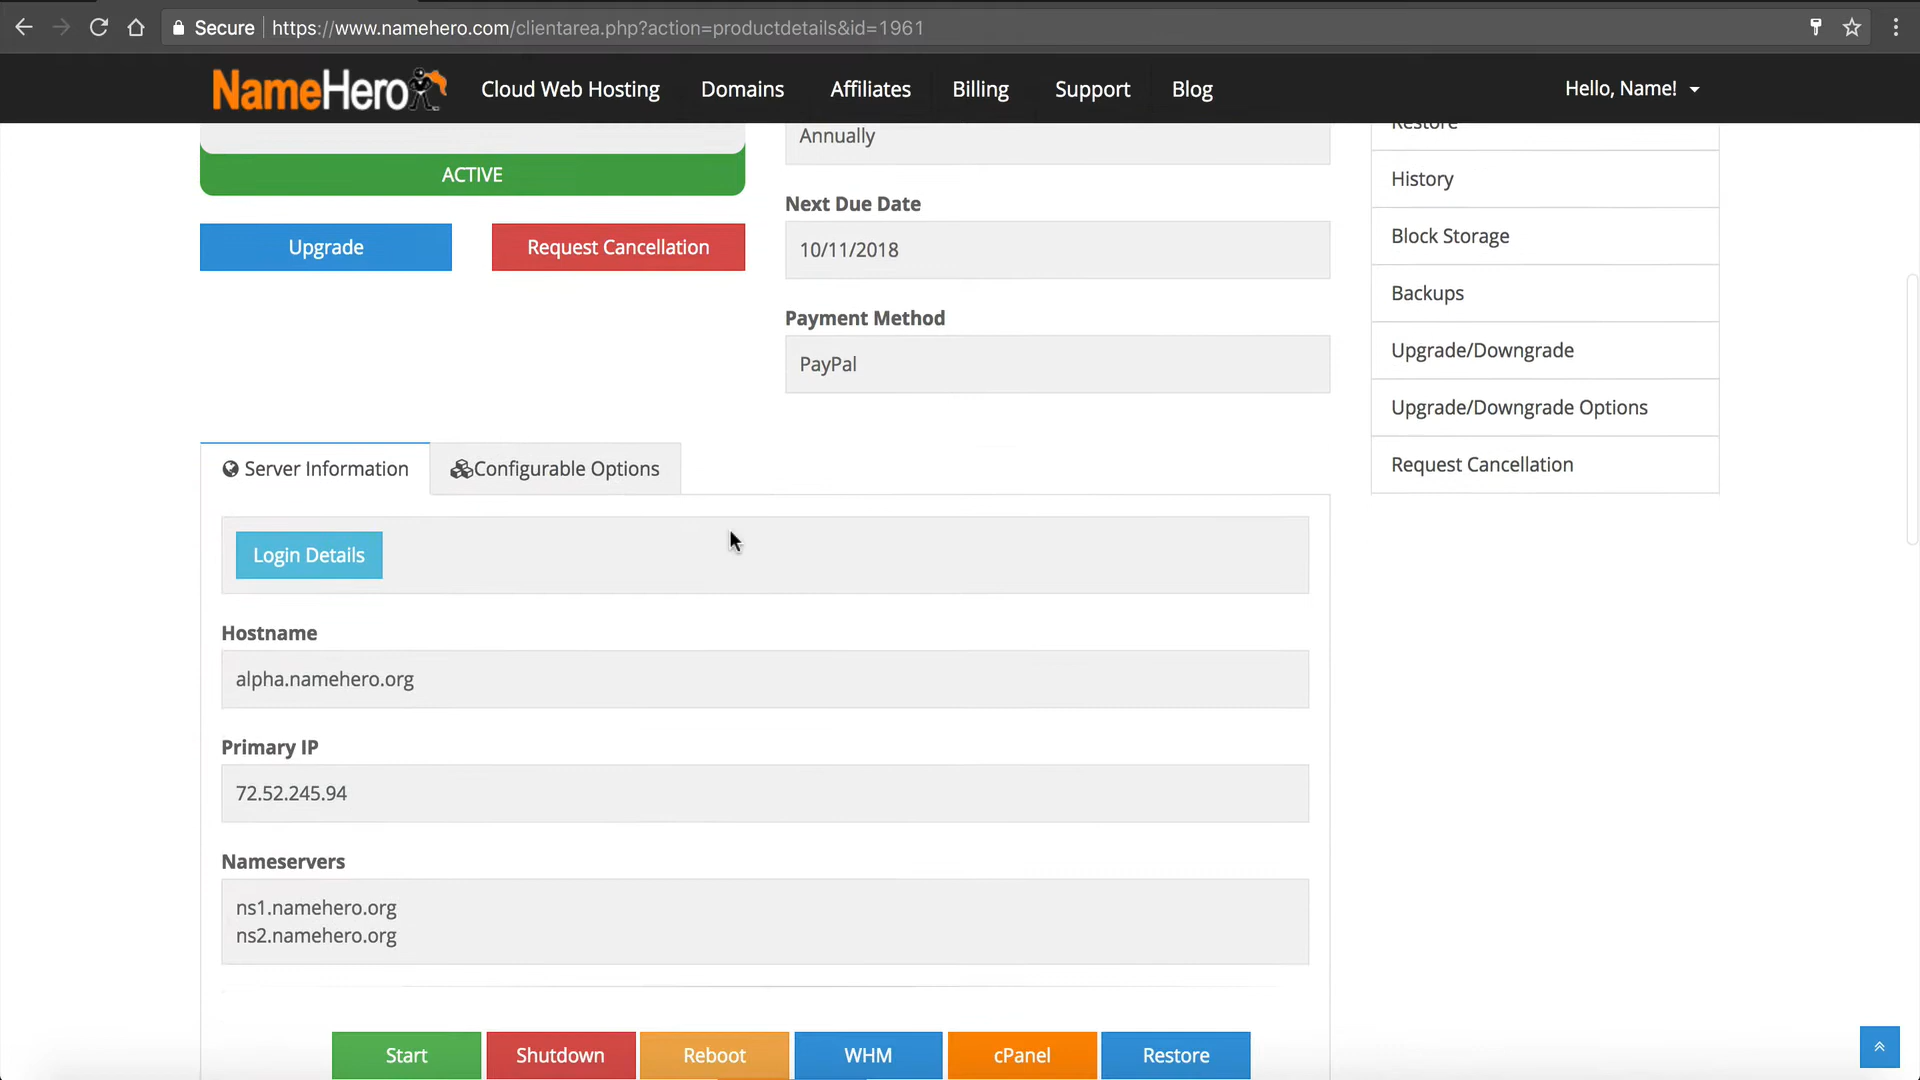 Secure
https://www.namehero.com/clientarea.php?action=productdetails&id=1961
NameHero
Cloud Web Hosting
Domains
Affiliates
Billing
Support
Blog
Hello, Name!
ACTIVE
Upgrade
Request Cancellation
Annually
Next Due Date
10/11/2018
Payment Method
PayPal
Restore
History
Block Storage
Backups
Upgrade/Downgrade
Upgrade/Downgrade Options
Request Cancellation
Server Information
Configurable Options
Login Details
Hostname
alpha.namehero.org
Primary IP
72.52.245.94
Nameservers
ns1.namehero.org
ns2.namehero.org
Start
Shutdown
Reboot
WHM
cPanel
Restore